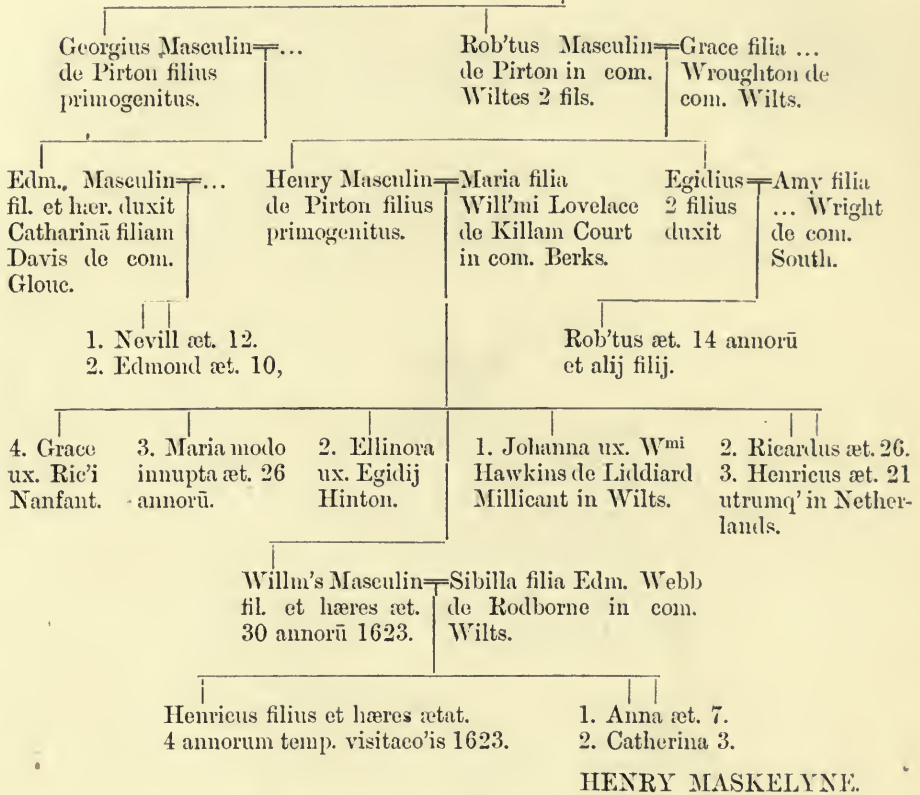 Georgius Masculin=...
de Pirton filius
primogenitus.
Rob'tus Masculin=Grace filia ...
de Pirton in com. Wroughton de
Wiltes 2 fils. com. Wilts.
Edm., Masculin=...
fil. et hær. duxit
Catharinā filiam
Davis de com.
Glouc.
Henry Masculin=Maria filia
de Pirton filius Will'mi Lovelace
primogenitus. de Killam Court
in com. Berks.
Egidius=Amy filia
2 filius ... Wright
duxit de com.
South.
1. Nevill æt. 12.
2. Edmond æt. 10,
Rob'tus æt. 14 annorū
et alij filij.
4. Grace
ux. Ric'i
Nanfant.
3. Maria modo
innupta æt. 26
annorū.
2. Ellinora
ux. Egidij
Hinton.
1. Johanna ux. Wmi
Hawkins de Liddiard
Millicant in Wilts.
2. Ricardus æt. 26.
3. Henricus æt. 21
utrumq' in Nether-
lands.
Willm's Masculin=Sibilla filia Edm. Webb
fil. et hæres æt. de Rodborne in com.
30 annorū 1623. Wilts.
Henricus filius et hæres ætat.
4 annorum temp. visitaco'is 1623.
1. Anna æt. 7.
2. Catherina 3.
HENRY MASKELYNE.